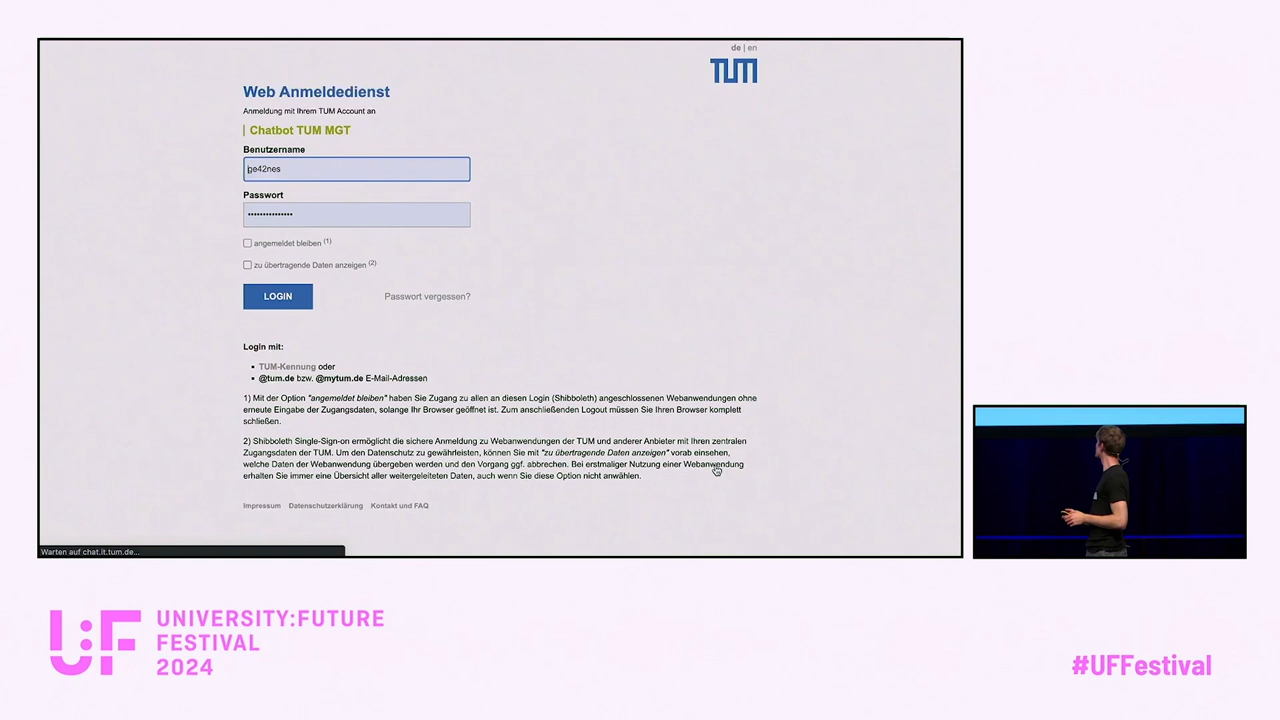 de | en
TUM
Web Anmeldedienst
Anmeldung mit Ihrem TUM Account an
Chatbot TUM MGT
Benutzername
ge42nes
Passwort
••••••••••••••
angemeldet bleiben (1)
zu übertragende Daten anzeigen (2)
LOGIN
Passwort vergessen?
Login mit:
TUM-Kennung oder
@tum.de bzw. @mytum.de E-Mail-Adressen
1) Mit der Option "angemeldet bleiben" haben Sie Zugang zu allen an diesen Login (Shibboleth) angeschlossenen Webanwendungen ohne
erneute Eingabe der Zugangsdaten, solange Ihr Browser geöffnet ist. Zum anschließenden Logout müssen Sie Ihren Browser komplett
schließen.
2) Shibboleth Single-Sign-on ermöglicht die sichere Anmeldung zu Webanwendungen der TUM und anderer Anbieter mit Ihren zentralen
Zugangsdaten der TUM. Um den Datenschutz zu gewährleisten, können Sie mit "zu übertragende Daten anzeigen" vorab einsehen,
welche Daten der Webanwendung übergeben werden und den Vorgang ggf. abbrechen. Bei erstmaliger Nutzung einer Webanwendung
erhalten Sie immer eine Übersicht aller weitergeleiteten Daten, auch wenn Sie diese Option nicht anwählen.
Impressum Datenschutzerklärung Kontakt und FAQ
Warten auf chat.it.tum.de...
U:F
UNIVERSITY:FUTURE
FESTIVAL
2024
#UFFestival